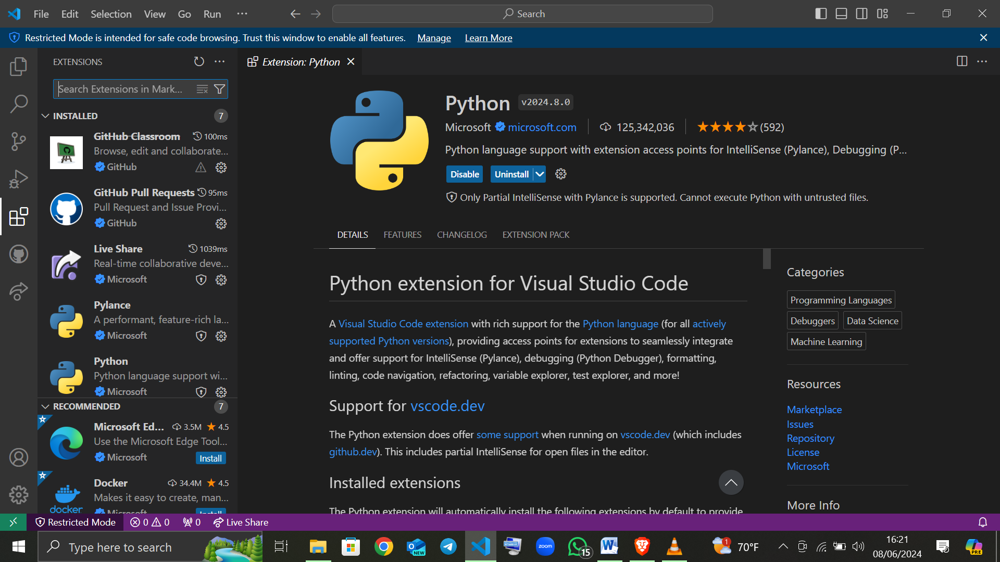 File Edit Selection View Go Run ···
Search
Restricted Mode is intended for safe code browsing. Trust this window to enable all features. Manage Learn More
EXTENSIONS
Search Extensions in Mark...
INSTALLED 7
GitHub Classroom 100ms
Browse, edit and collaborate...
GitHub
GitHub Pull Requests 95ms
Pull Request and Issue Provi...
GitHub
Live Share 1039ms
Real-time collaborative deve...
Microsoft
Pylance
A performant, feature-rich la...
Microsoft
Python
Python language support wi...
Microsoft
RECOMMENDED 7
Microsoft Ed... 3.5M 4.5
Use the Microsoft Edge Tool...
Microsoft Install
Docker 34.4M 4.5
Makes it easy to create, man...
docker Microsoft Install
Extension: Python
Python v2024.8.0
Microsoft microsoft.com 125,342,036 (592)
Python language support with extension access points for IntelliSense (Pylance), Debugging (P...
Disable Uninstall
Only Partial IntelliSense with Pylance is supported. Cannot execute Python with untrusted files.
DETAILS FEATURES CHANGELOG EXTENSION PACK
Python extension for Visual Studio Code
A Visual Studio Code extension with rich support for the Python language (for all actively
supported Python versions), providing access points for extensions to seamlessly integrate
and offer support for IntelliSense (Pylance), debugging (Python Debugger), formatting,
linting, code navigation, refactoring, variable explorer, test explorer, and more!
Support for vscode.dev
The Python extension does offer some support when running on vscode.dev (which includes
github.dev). This includes partial IntelliSense for open files in the editor.
Installed extensions
The Python extension will automatically install the following extensions by default to provide
Categories
Programming Languages
Debuggers Data Science
Machine Learning
Resources
Marketplace
Issues
Repository
License
Microsoft
More Info
Restricted Mode 0 0 0 Live Share
Type here to search
NEW
zoom
15
W
1
70°F
16:21
08/06/2024
PRE